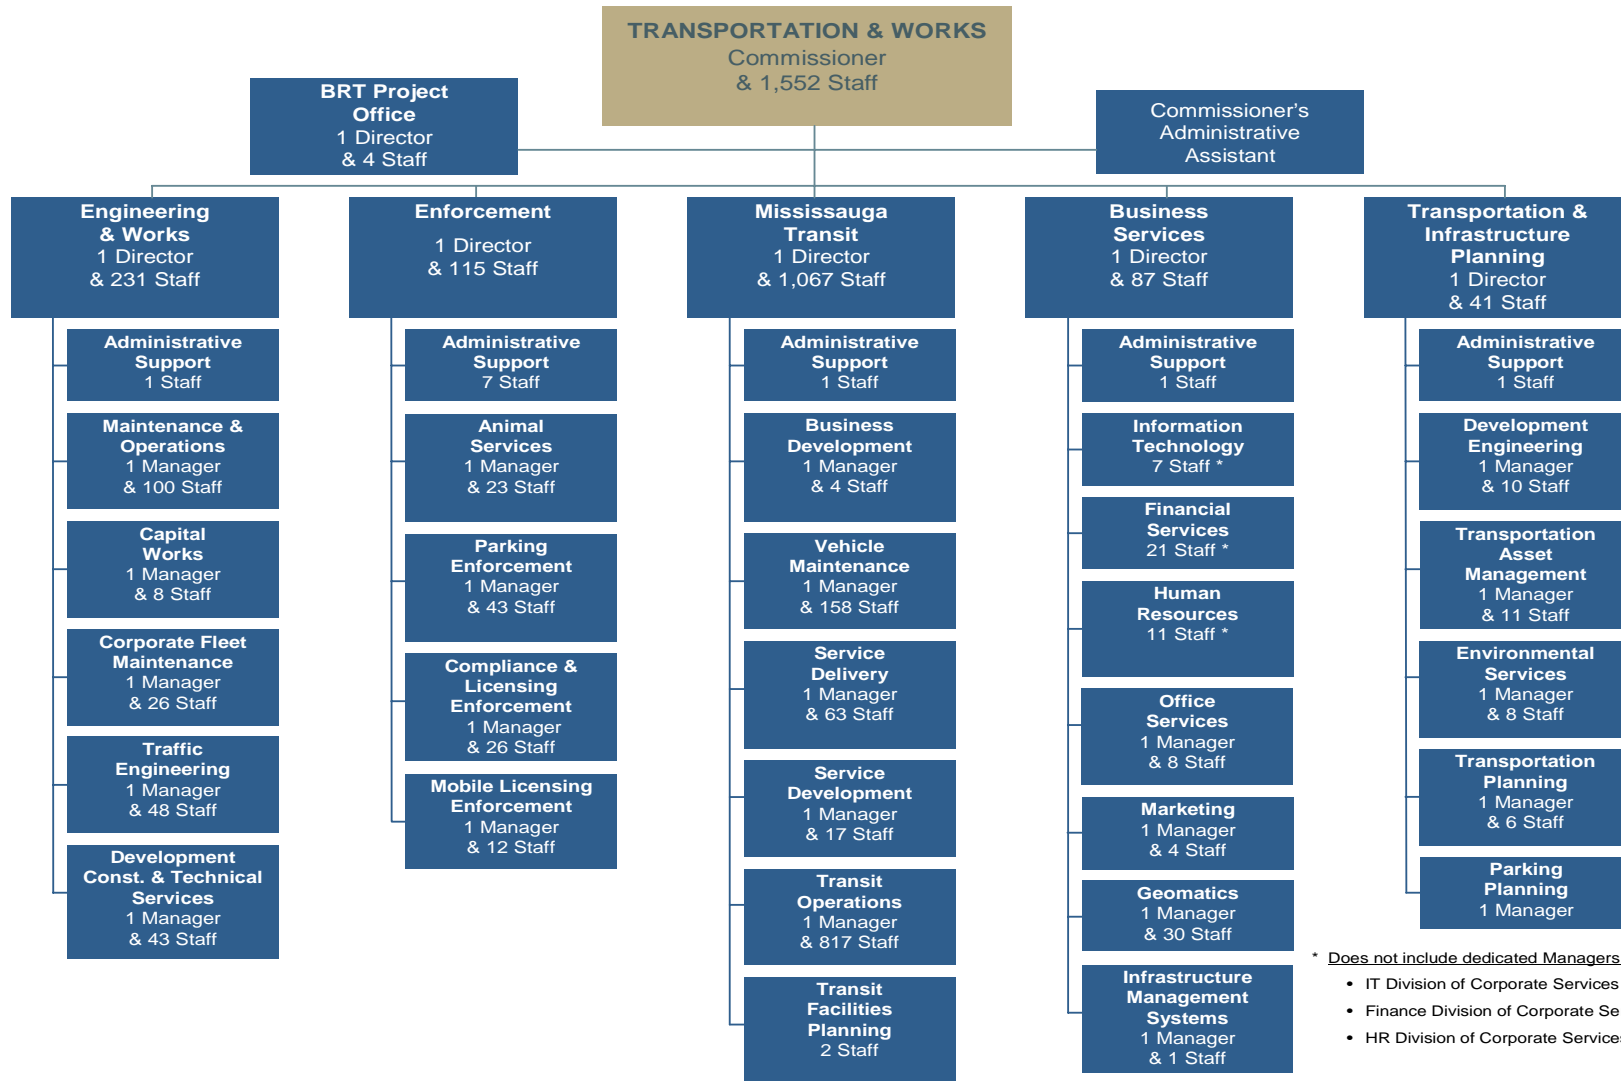 TRANSPORTATION & WORKS
Commissioner
& 1,552 Staff
BRT Project
Office
1 Director
& 4 Staff
Commissioner's
Administrative
Assistant
Engineering
& Works
1 Director
& 231 Staff
Administrative
Support
1 Staff
Maintenance &
Operations
1 Manager
& 100 Staff
Capital
Works
1 Manager
& 8 Staff
Corporate Fleet
Maintenance
1 Manager
& 26 Staff
Traffic
Engineering
1 Manager
& 48 Staff
Development
Const. & Technical
Services
1 Manager
& 43 Staff
Enforcement
1 Director
& 115 Staff
Administrative
Support
7 Staff
Animal
Services
1 Manager
& 23 Staff
Parking
Enforcement
1 Manager
& 43 Staff
Compliance &
Licensing
Enforcement
1 Manager
& 26 Staff
Mobile Licensing
Enforcement
1 Manager
& 12 Staff
Mississauga
Transit
1 Director
& 1,067 Staff
Administrative
Support
1 Staff
Business
Development
1 Manager
& 4 Staff
Vehicle
Maintenance
1 Manager
& 158 Staff
Service
Delivery
1 Manager
& 63 Staff
Service
Development
1 Manager
& 17 Staff
Transit
Operations
1 Manager
& 817 Staff
Transit
Facilities
Planning
2 Staff
Business
Services
1 Director
& 87 Staff
Administrative
Support
1 Staff
Information
Technology
7 Staff *
Financial
Services
21 Staff *
Human
Resources
11 Staff *
Office
Services
1 Manager
& 8 Staff
Marketing
1 Manager
& 4 Staff
Geomatics
1 Manager
& 30 Staff
Infrastructure
Management
Systems
1 Manager
& 1 Staff
Transportation &
Infrastructure
Planning
1 Director
& 41 Staff
Administrative
Support
1 Staff
Development
Engineering
1 Manager
& 10 Staff
Transportation
Asset
Management
1 Manager
& 11 Staff
Environmental
Services
1 Manager
& 8 Staff
Transportation
Planning
1 Manager
& 6 Staff
Parking
Planning
1 Manager
* Does not include dedicated Managers
• IT Division of Corporate Services
• Finance Division of Corporate Se
• HR Division of Corporate Services